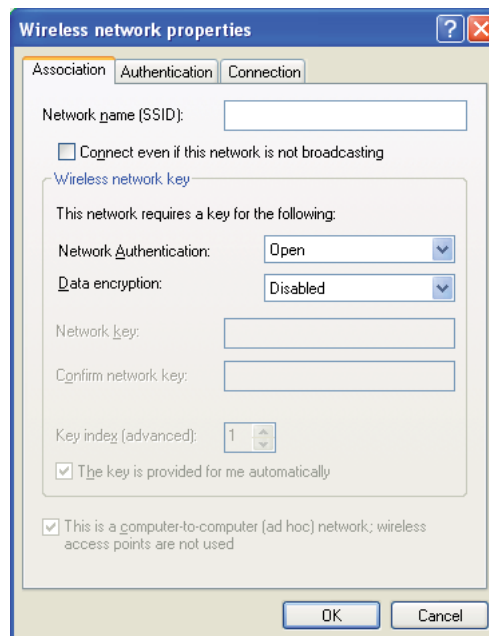 Wireless network properties
Association Authentication Connection
Network name (SSID):
Connect even if this network is not broadcasting
Wireless network key
This network requires a key for the following:
Network Authentication: Open
Data encryption: Disabled
Network key:
Confirm network key:
Key index (advanced): 1
The key is provided for me automatically
This is a computer-to-computer (ad hoc) network; wireless
access points are not used
OK Cancel